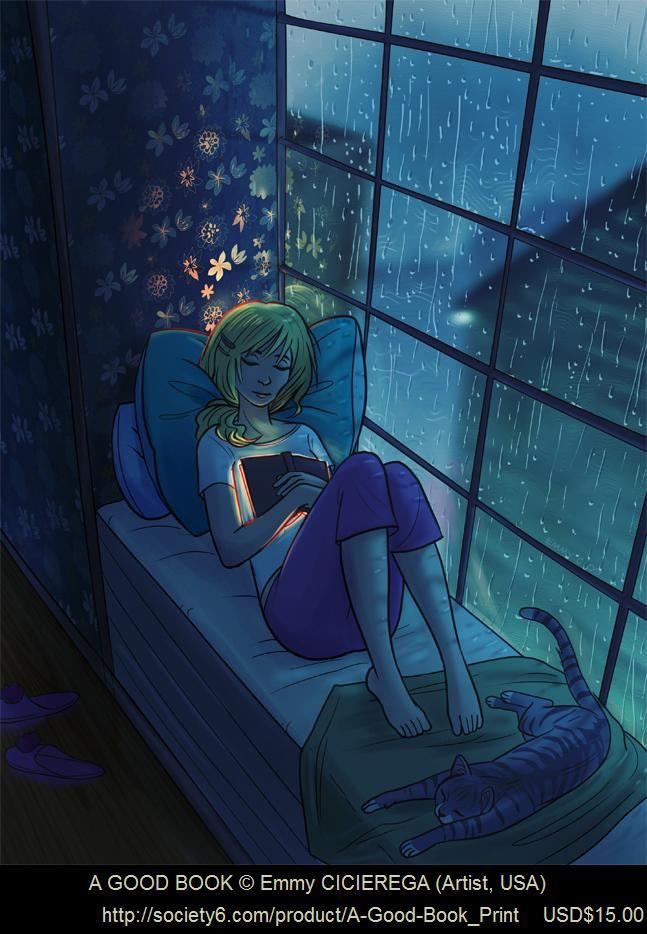 A GOOD BOOK © Emmy CICIEREGA (Artist, USA)
http://society6.com/product/A-Good-Book_Print USD$15.00